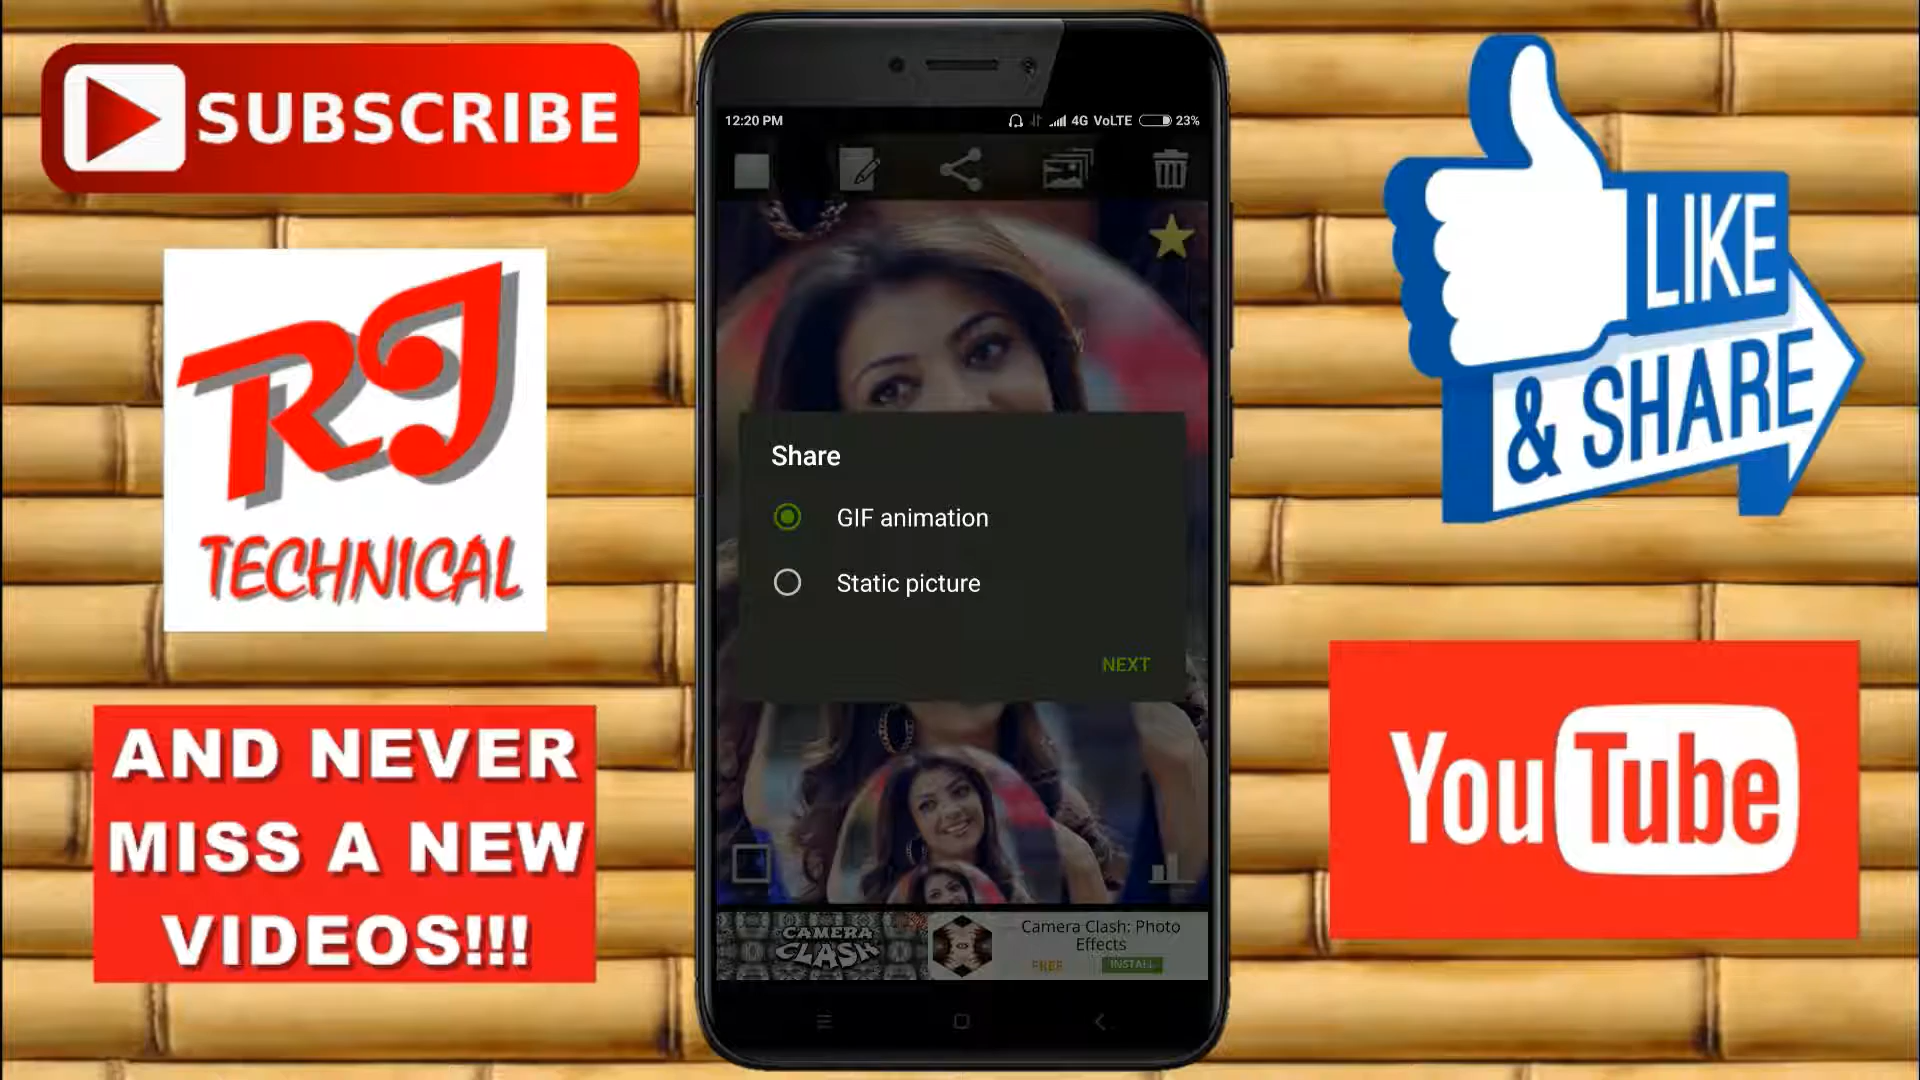 SUBSCRIBE
RJ
TECHNICAL
AND NEVER
MISS A NEW
VIDEOS!!!
12:20 PM
4G VoLTE 23%
Share
GIF animation
Static picture
NEXT
CAMERA
CLASH
Camera Clash: Photo
Effects
FREE
INSTALL
LIKE
& SHARE
YouTube